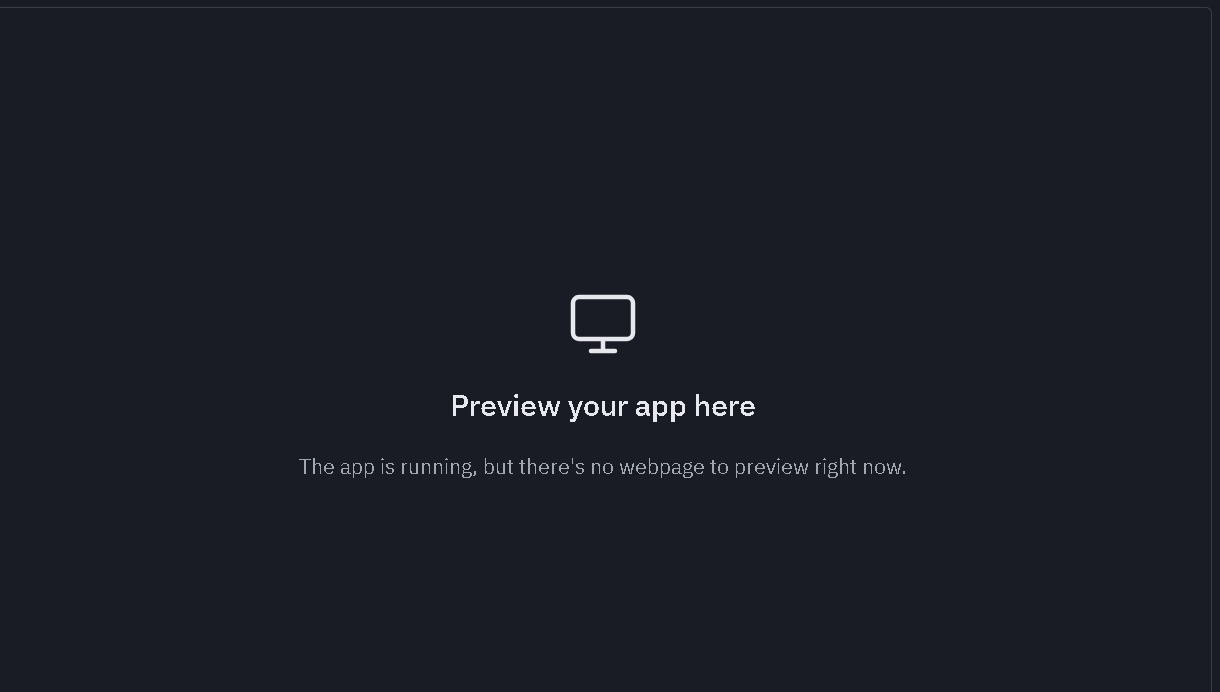 Preview your app here
The app is running, but there's no webpage to preview right now.